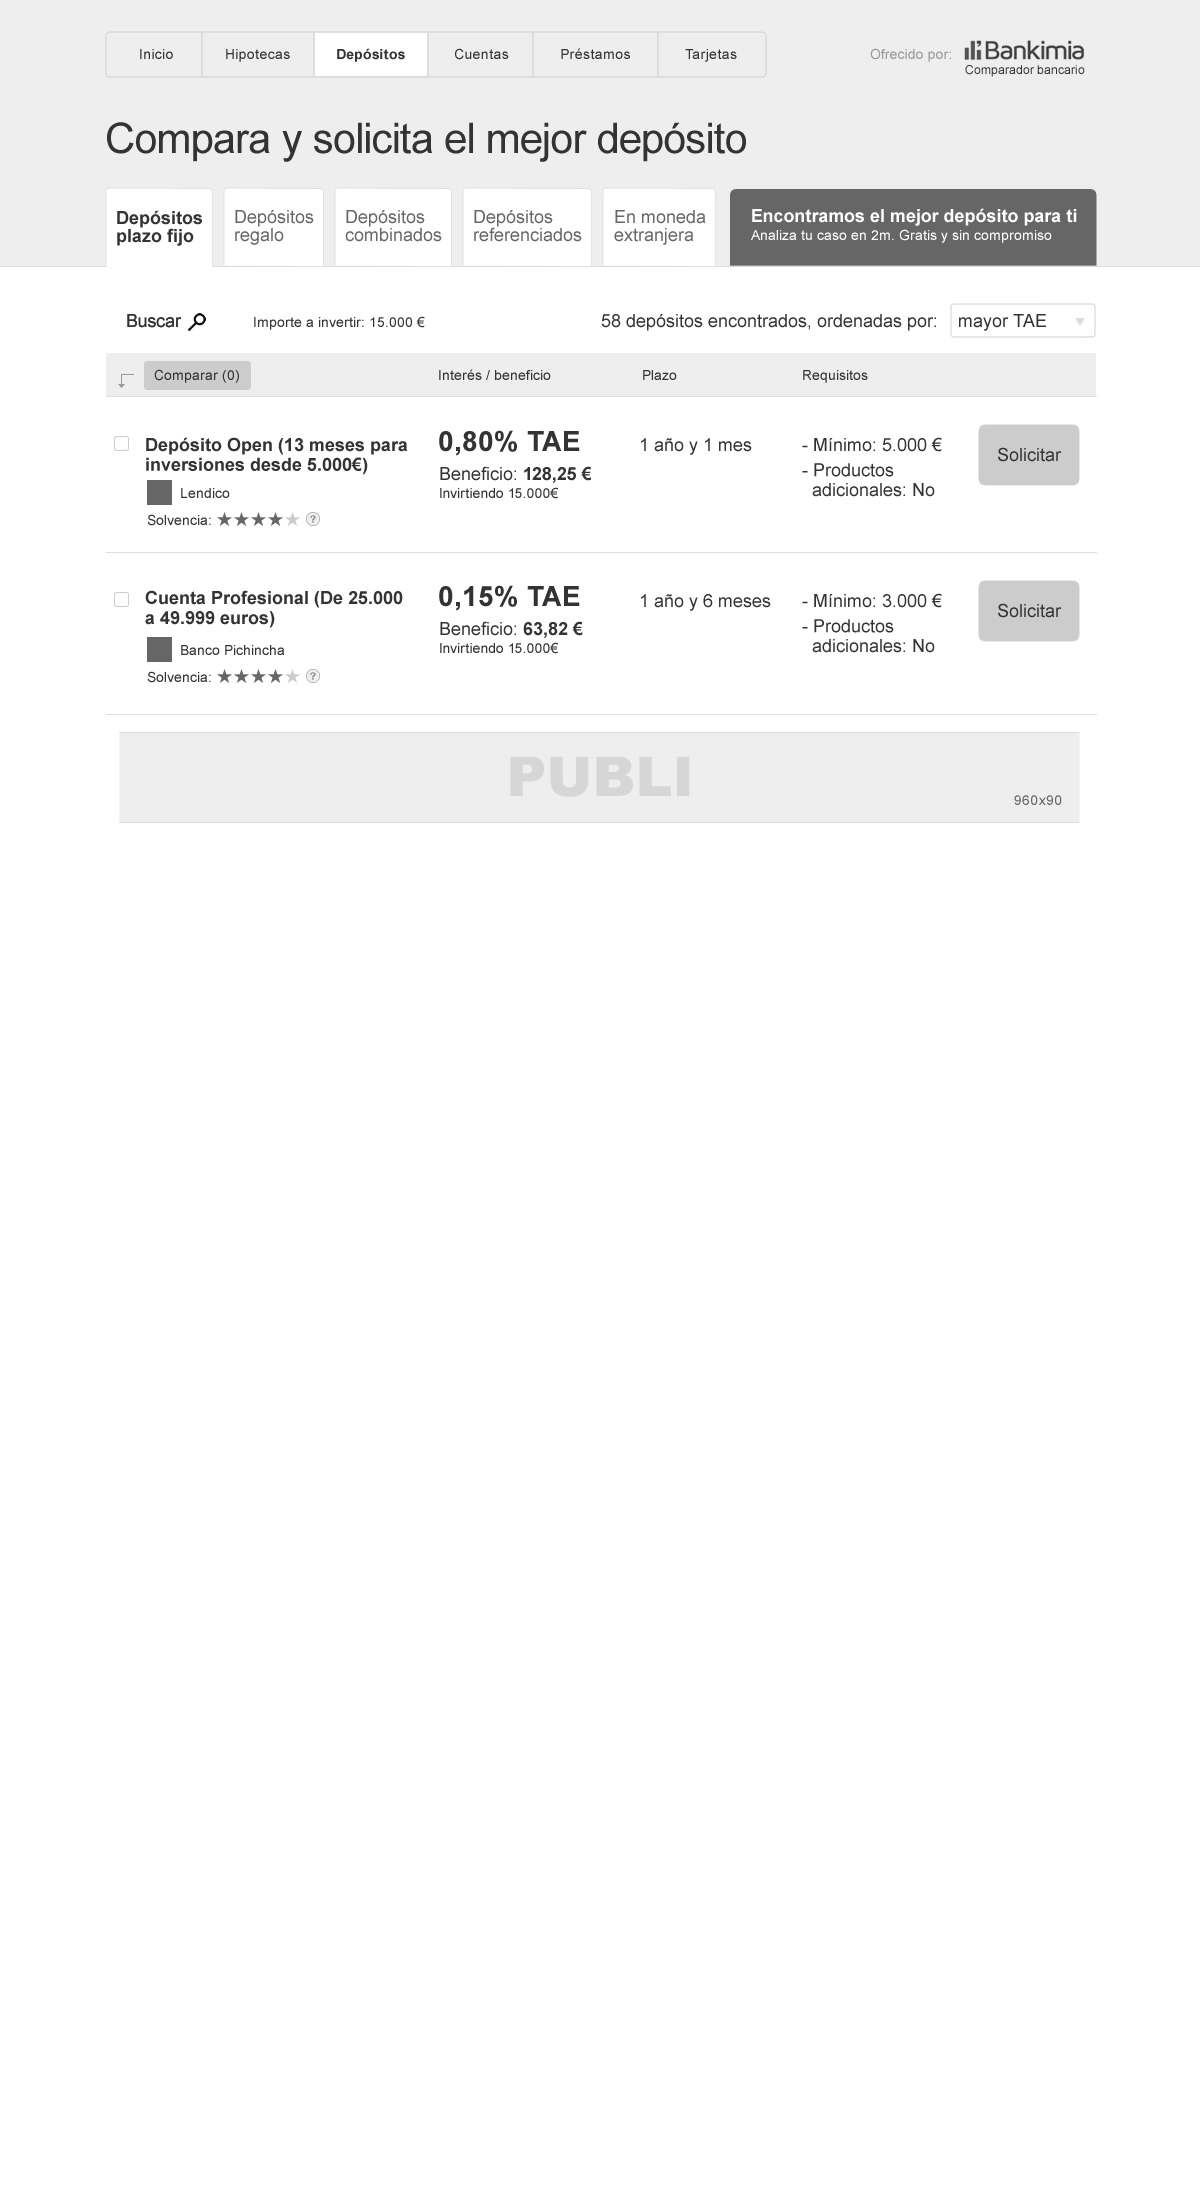 Inicio Hipotecas Depósitos Cuentas Préstamos Tarjetas
Ofrecido por: Bankimia
Comparador bancario
Compara y solicita el mejor depósito
Depósitos
plazo fijo
Depósitos
regalo
Depósitos
combinados
Depósitos
referenciados
En moneda
extranjera
Encontramos el mejor depósito para ti
Analiza tu caso en 2m. Gratis y sin compromiso
Buscar Importe a invertir: 15.000 € 58 depósitos encontrados, ordenadas por: mayor TAE
Comparar (0) Interés / beneficio Plazo Requisitos
Depósito Open (13 meses para
inversiones desde 5.000€)
Lendico
Solvencia: ★★★★★ ?
0,80% TAE
Beneficio: 128,25 €
Invirtiendo 15.000€
1 año y 1 mes
- Mínimo: 5.000 €
- Productos
adicionales: No
Solicitar
Cuenta Profesional (De 25.000
a 49.999 euros)
Banco Pichincha
Solvencia: ★★★★★ ?
0,15% TAE
Beneficio: 63,82 €
Invirtiendo 15.000€
1 año y 6 meses
- Mínimo: 3.000 €
- Productos
adicionales: No
Solicitar
PUBLI
960x90